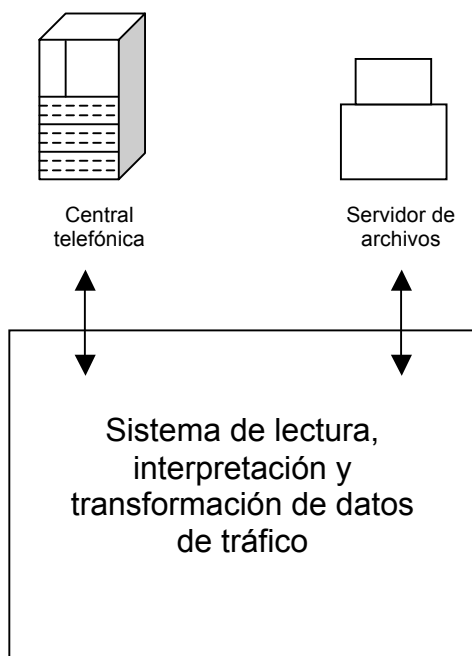 Central
telefónica
Servidor de
archivos
Sistema de lectura,
interpretación y
transformación de datos
de tráfico